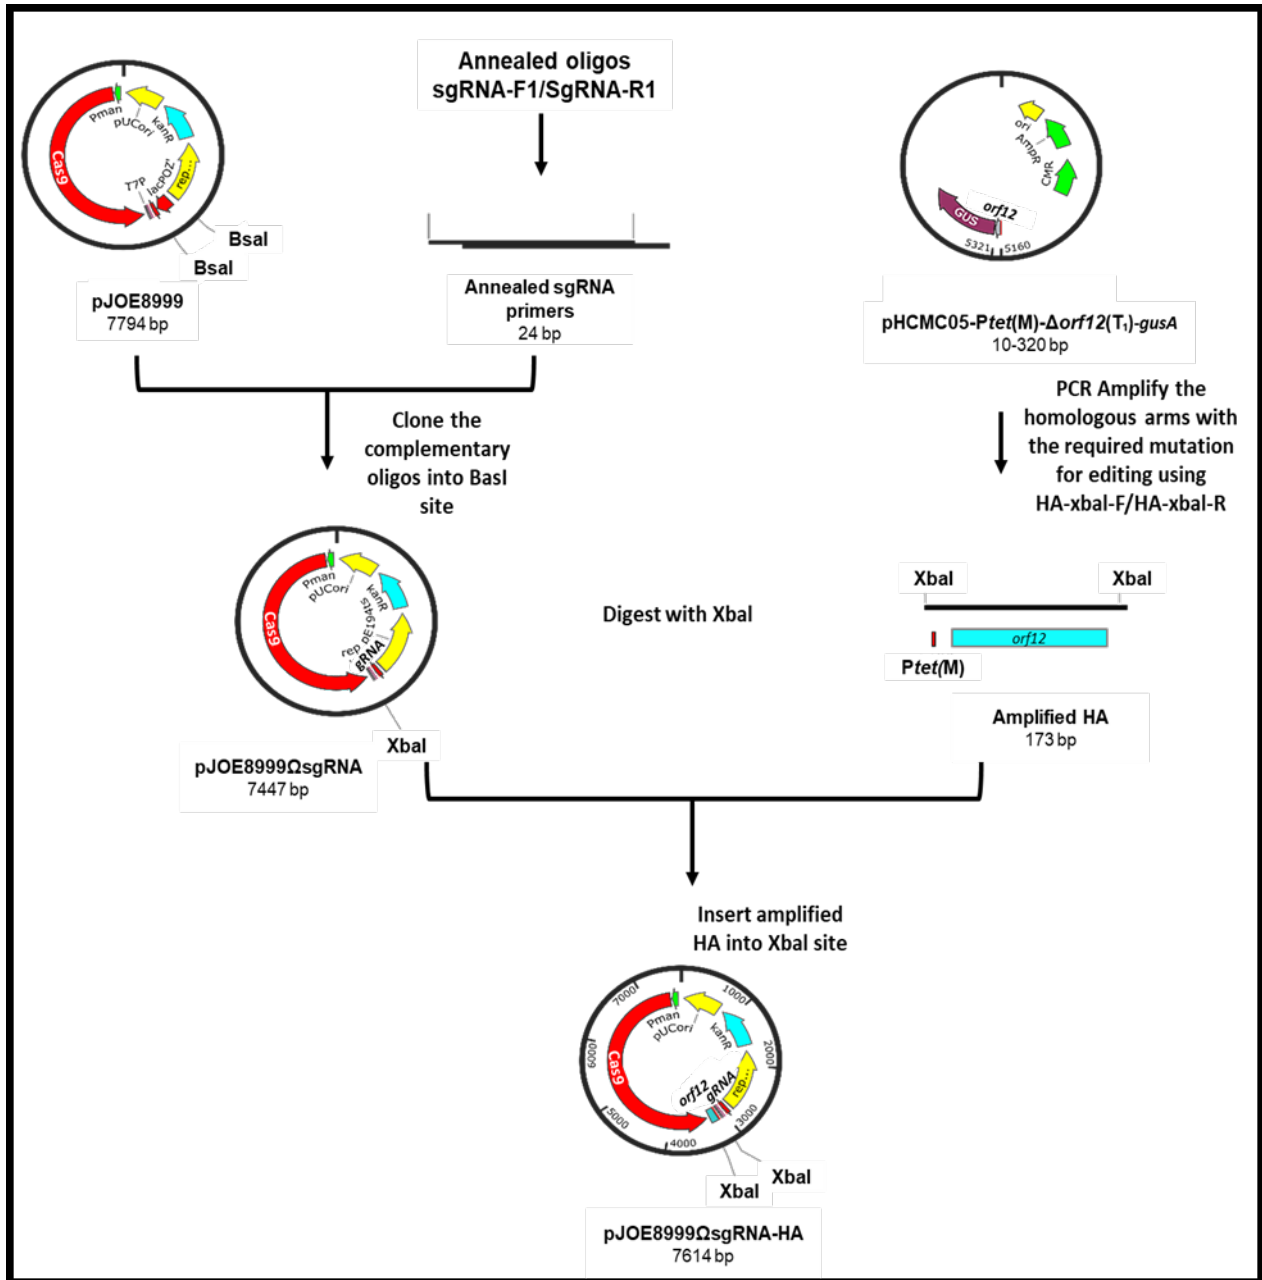 Annealed oligos
sgRNA-F1/SgRNA-R1
Pman
pUCori
kanR
rep...
lacPOZ'
T7P
Cas9
BsaI
BsaI
pJOE8999
7794 bp
Annealed sgRNA
primers
24 bp
ori
AmpR
CMR
orf12
GUS
5321
5160
pHCMC05-Ptet(M)-Δorf12(T₁)-gusA
10-320 bp
Clone the
complementary
oligos into BasI
site
PCR Amplify the
homologous arms with
the required mutation
for editing using
HA-xbaI-F/HA-xbaI-R
Pman
pUCori
kanR
rep pE194ts
gRNA
Cas9
XbaI
pJOE8999ΩsgRNA
7447 bp
Digest with XbaI
XbaI
XbaI
orf12
Ptet(M)
Amplified HA
173 bp
Insert amplified
HA into XbaI site
7000
1000
Pman
pUCori
kanR
2000
6000
Cas9
orf12
gRNA
rep...
5000
3000
4000
XbaI
XbaI
pJOE8999ΩsgRNA-HA
7614 bp